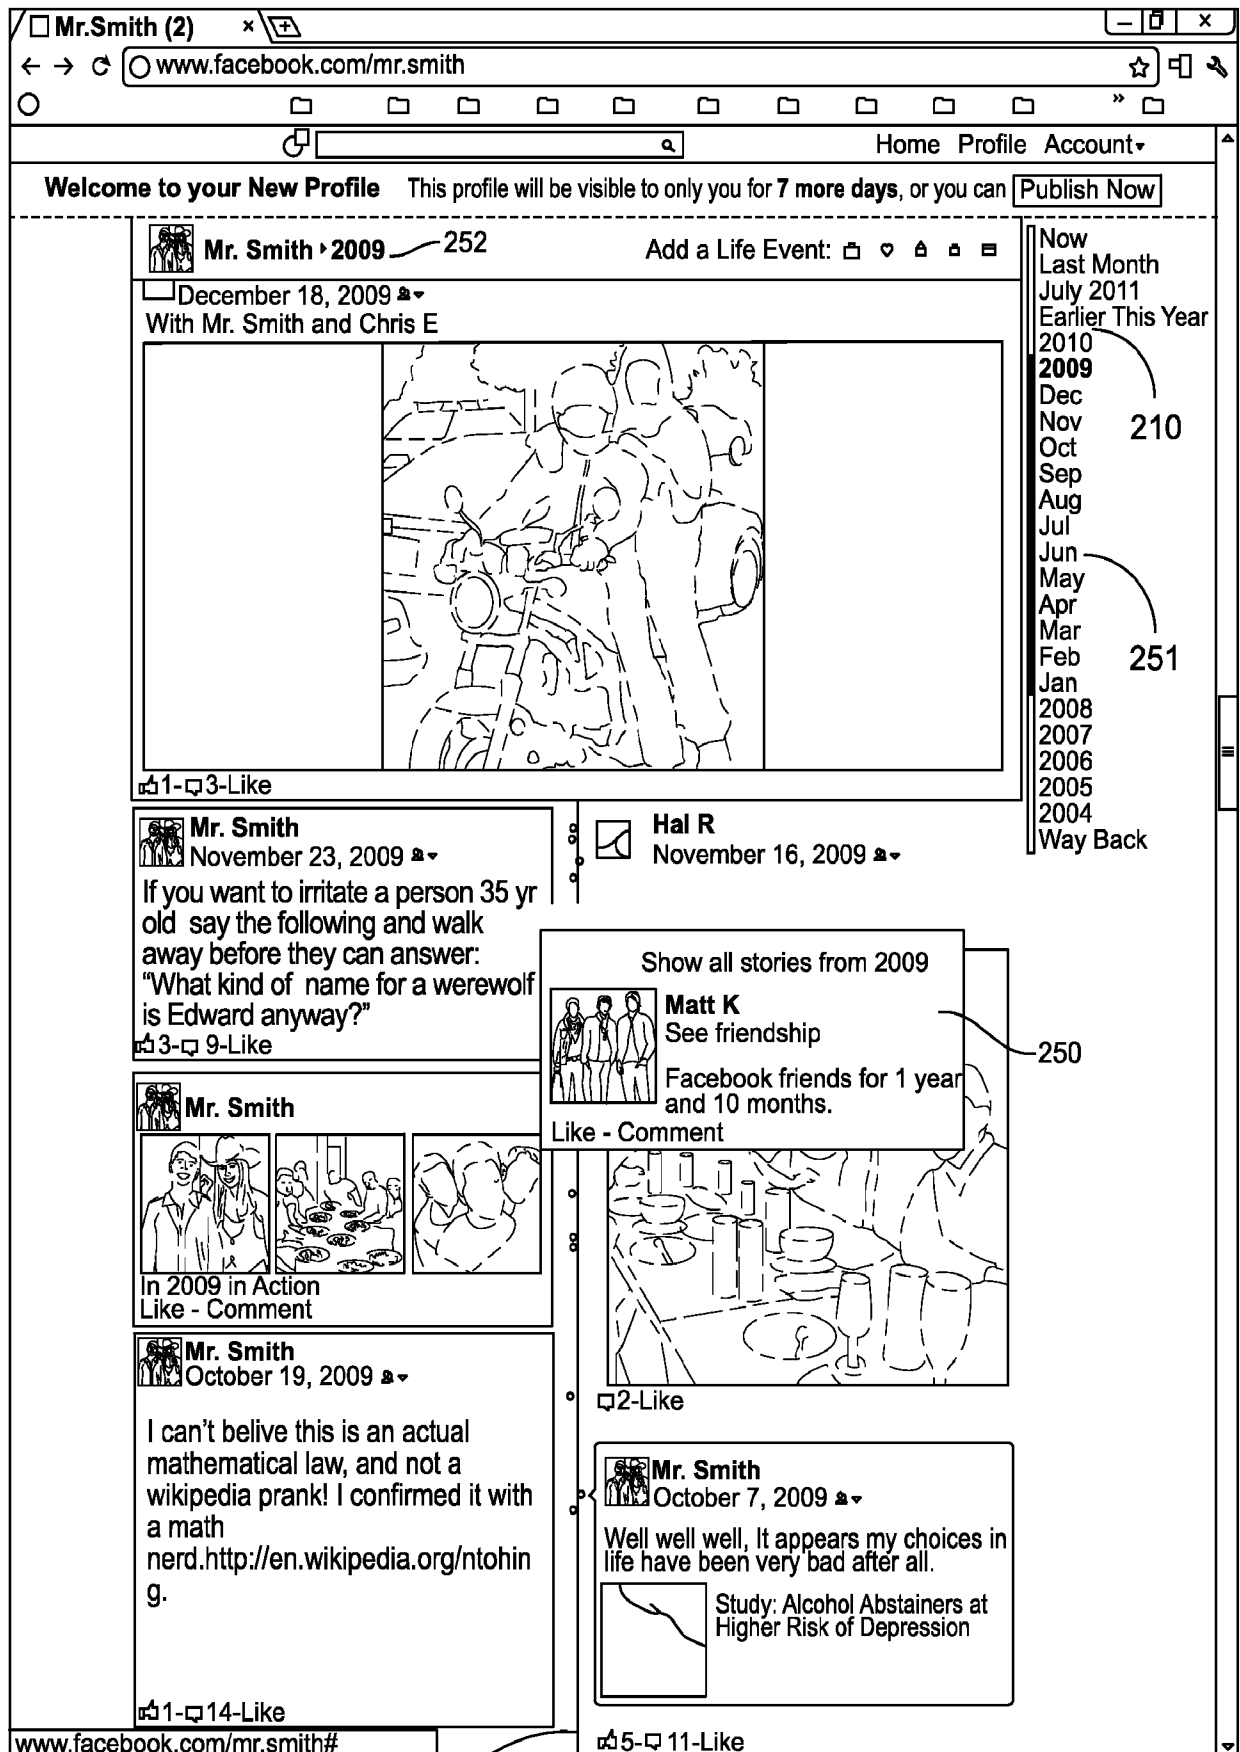 Mr.Smith (2)
www.facebook.com/mr.smith
Home Profile Account
Welcome to your New Profile This profile will be visible to only you for 7 more days, or you can Publish Now
Mr. Smith 2009 252 Add a Life Event:
December 18, 2009
With Mr. Smith and Chris E
1- 3-Like
Now
Last Month
July 2011
Earlier This Year
2010
2009
Dec
Nov
Oct
Sep
Aug
Jul
Jun
May
Apr
Mar
Feb
Jan
2008
2007
2006
2005
2004
Way Back
210
251
Mr. Smith
November 23, 2009
If you want to irritate a person 35 yr
old say the following and walk
away before they can answer:
“What kind of name for a werewolf
is Edward anyway?”
3- 9-Like
Hal R
November 16, 2009
Show all stories from 2009
Matt K
See friendship
Facebook friends for 1 year
and 10 months.
Like - Comment
250
Mr. Smith
In 2009 in Action
Like - Comment
2-Like
Mr. Smith
October 19, 2009
I can't belive this is an actual
mathematical law, and not a
wikipedia prank! I confirmed it with
a math
nerd.http://en.wikipedia.org/ntohin
g.
1- 14-Like
Mr. Smith
October 7, 2009
Well well well, It appears my choices in
life have been very bad after all.
Study: Alcohol Abstainers at
Higher Risk of Depression
5- 11-Like
www.facebook.com/mr.smith#